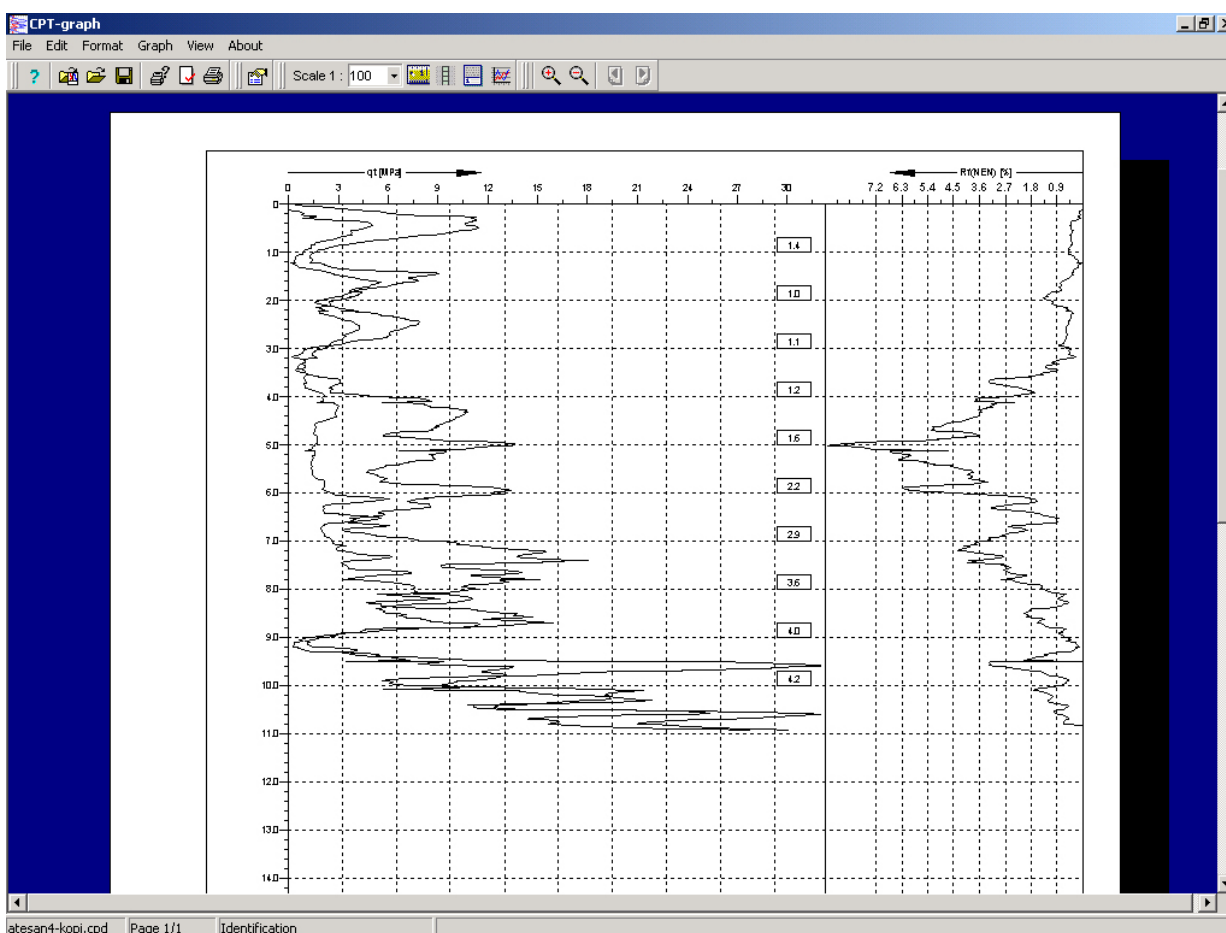 CPT-graph
File Edit Format Graph View About
? Scale 1 : 100
qt [MPa] Rf(NEN) [%]
0 3 6 9 12 15 18 21 24 27 30 7.2 6.3 5.4 4.5 3.6 2.7 1.8 0.9
0
1.0 1.4
2.0 1.0
3.0 1.1
4.0 1.2
5.0 1.6
6.0 2.2
7.0 2.9
8.0 3.6
9.0 4.0
10.0 4.2
11.0
12.0
13.0
14.0
atesan4-kopi.cpd Page 1/1 Identification